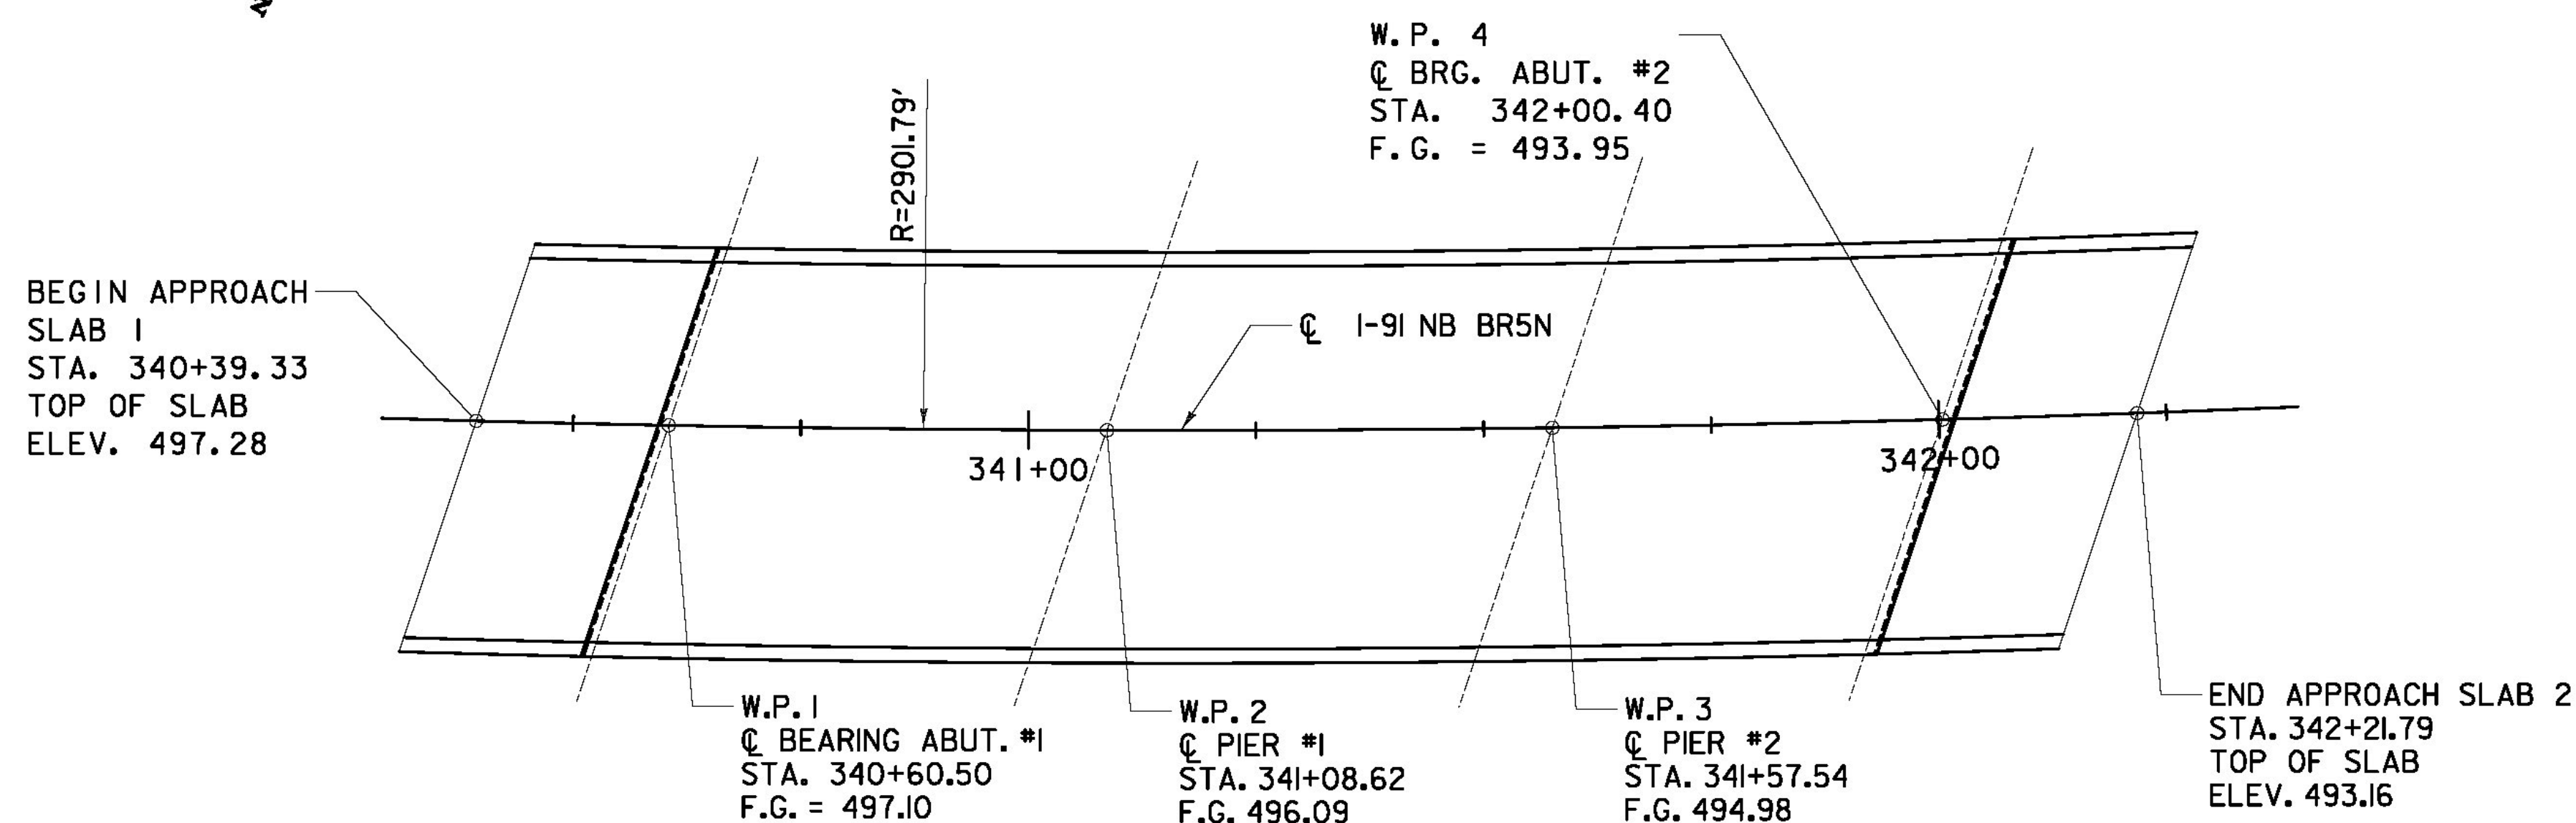 W.P. 4
℄ BRG. ABUT. #2
STA. 342+00.40
F.G. = 493.95
R=2901.79'
BEGIN APPROACH
SLAB 1
STA. 340+39.33
TOP OF SLAB
ELEV. 497.28
℄ I-91 NB BR5N
341+00
342+00
W.P. 1
℄ BEARING ABUT. #1
STA. 340+60.50
F.G. = 497.10
W.P. 2
℄ PIER #1
STA. 341+08.62
F.G. 496.09
W.P. 3
℄ PIER #2
STA. 341+57.54
F.G. 494.98
END APPROACH SLAB 2
STA. 342+21.79
TOP OF SLAB
ELEV. 493.16